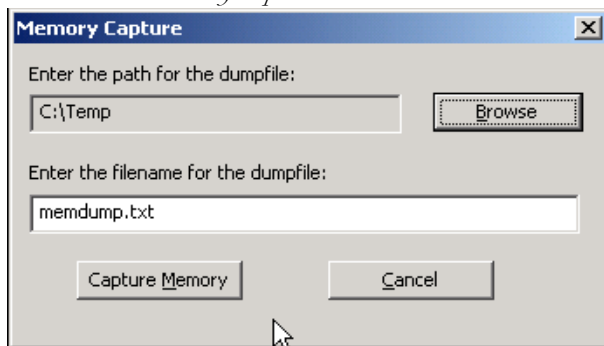 Memory Capture
Enter the path for the dumpfile:
C:\Temp
Browse
Enter the filename for the dumpfile:
memdump.txt
Capture Memory
Cancel